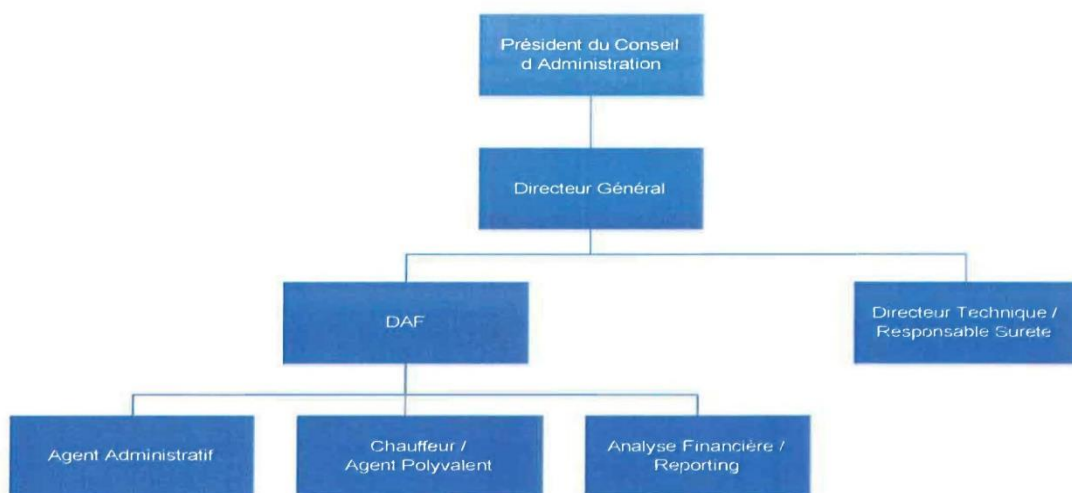 Président du Conseil
d Administration
Directeur Général
DAF
Directeur Technique /
Responsable Surete
Agent Administratif
Chauffeur /
Agent Polyvalent
Analyse Financière /
Reporting